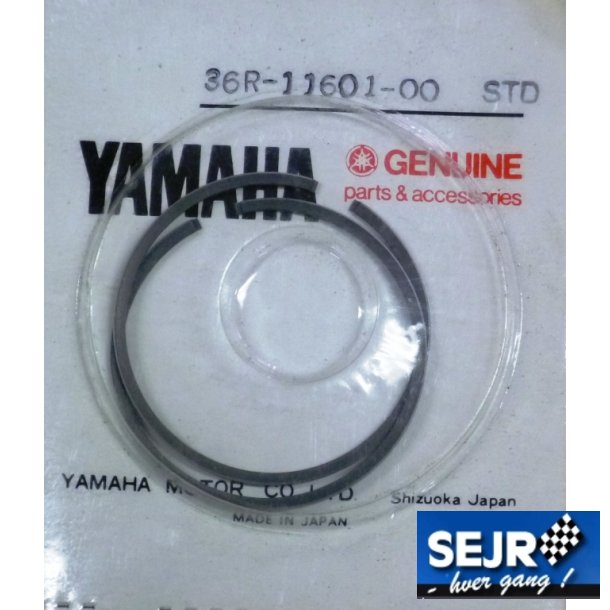 36R-11601-00 STD
YAMAHA
GENUINE
parts & accessories
YAMAHA MOTOR CO. LTD. Shizuoka Japan
MADE IN JAPAN
SEJR
- hver gang !